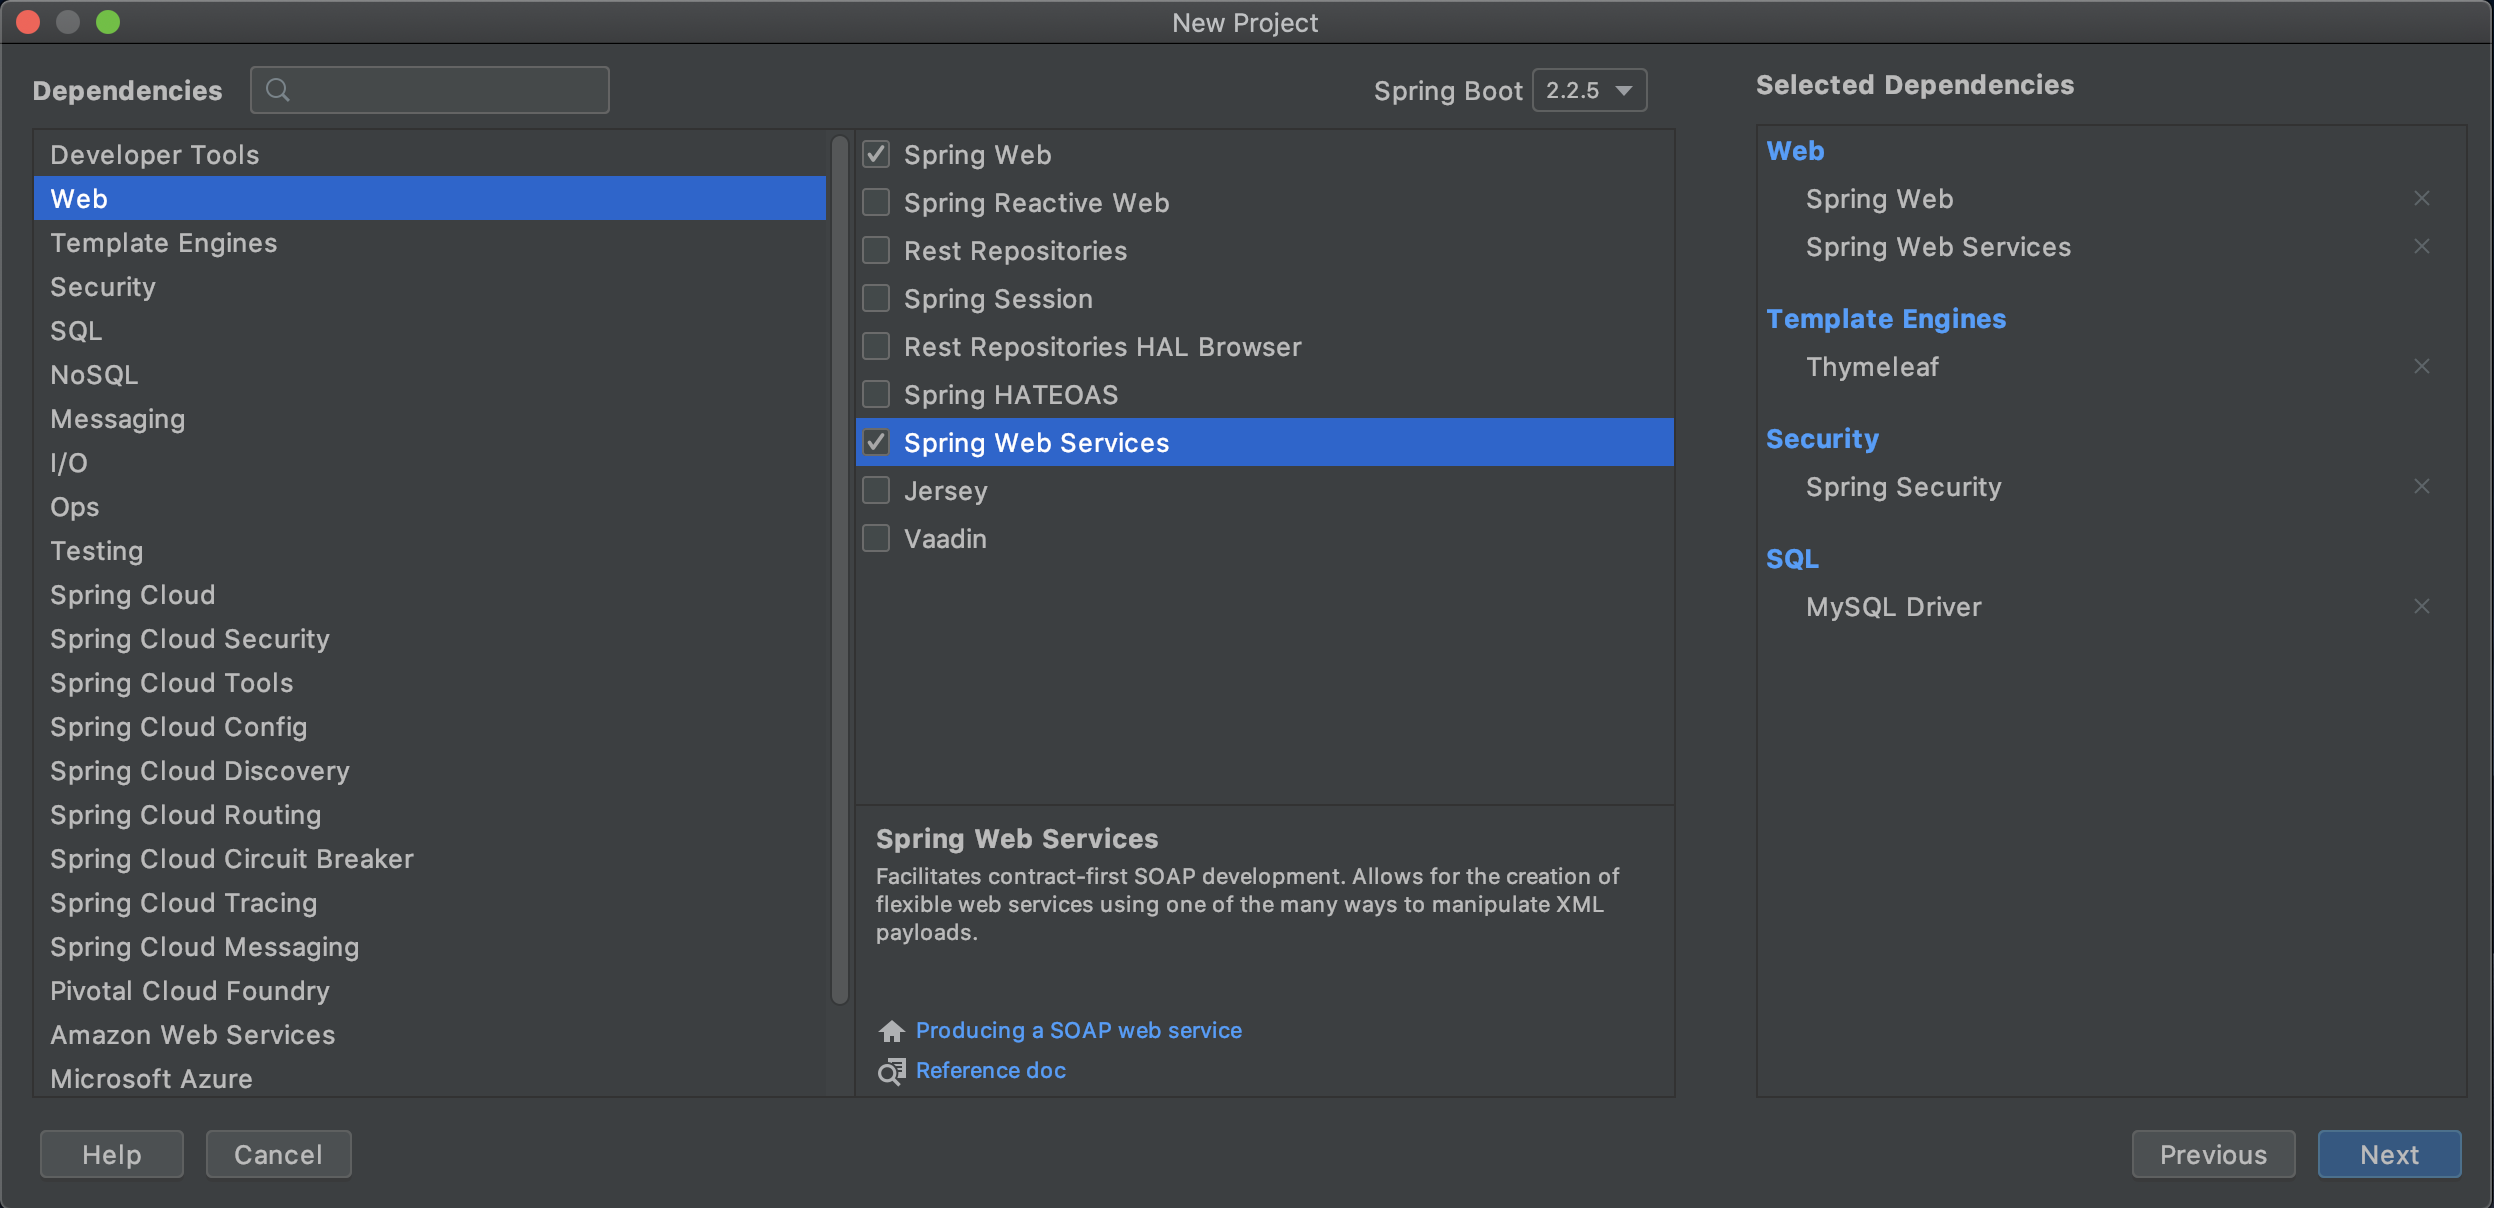 New Project
Dependencies
Spring Boot 2.2.5
Developer Tools
Web
Template Engines
Security
SQL
NoSQL
Messaging
I/O
Ops
Testing
Spring Cloud
Spring Cloud Security
Spring Cloud Tools
Spring Cloud Config
Spring Cloud Discovery
Spring Cloud Routing
Spring Cloud Circuit Breaker
Spring Cloud Tracing
Spring Cloud Messaging
Pivotal Cloud Foundry
Amazon Web Services
Microsoft Azure
Spring Web
Spring Reactive Web
Rest Repositories
Spring Session
Rest Repositories HAL Browser
Spring HATEOAS
Spring Web Services
Jersey
Vaadin
Spring Web Services
Facilitates contract-first SOAP development. Allows for the creation of
flexible web services using one of the many ways to manipulate XML
payloads.
Producing a SOAP web service
Reference doc
Selected Dependencies
Web
Spring Web
Spring Web Services
Template Engines
Thymeleaf
Security
Spring Security
SQL
MySQL Driver
Help
Cancel
Previous
Next